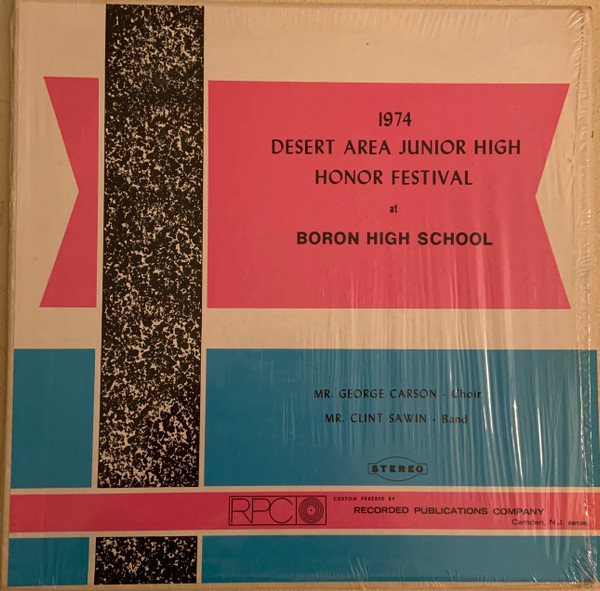 1974
DESERT AREA JUNIOR HIGH
HONOR FESTIVAL
at
BORON HIGH SCHOOL
MR. GEORGE CARSON - Choir
MR. CLINT SAWIN - Band
STEREO
RPC
CUSTOM PRESSED BY
RECORDED PUBLICATIONS COMPANY
Camden, N.J.